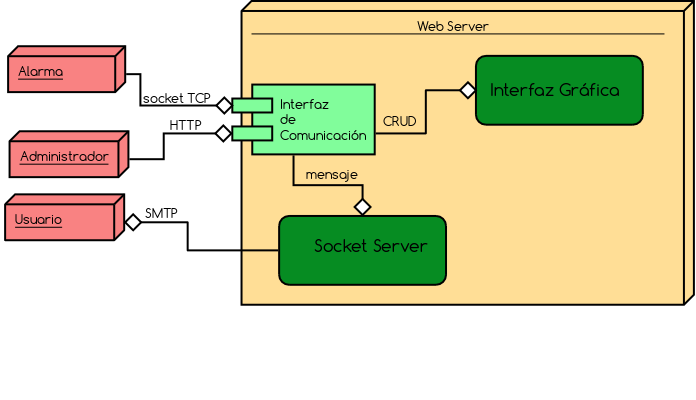 Web Server
Alarma
socket TCP
HTTP
Administrador
Usuario
SMTP
Interfaz
de
Comunicación
CRUD
Interfaz Gráfica
mensaje
Socket Server